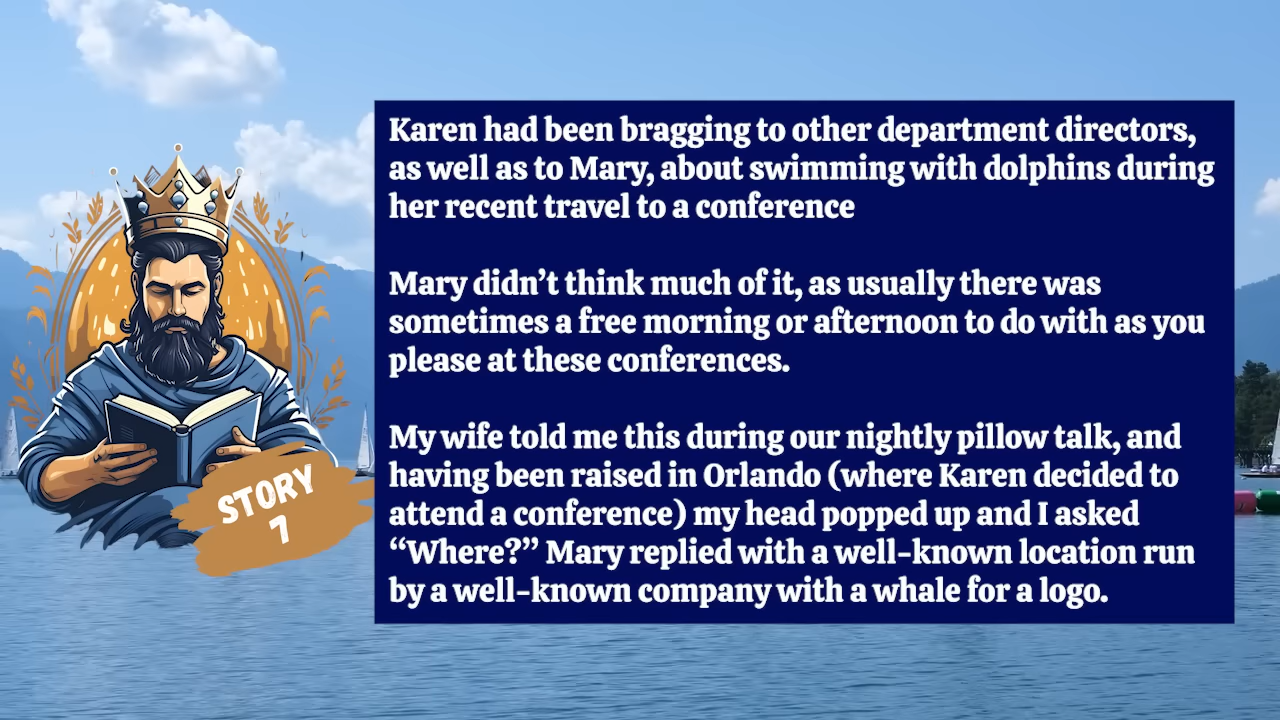 Karen had been bragging to other department directors,
as well as to Mary, about swimming with dolphins during
her recent travel to a conference
Mary didn’t think much of it, as usually there was
sometimes a free morning or afternoon to do with as you
please at these conferences.
My wife told me this during our nightly pillow talk, and
having been raised in Orlando (where Karen decided to
attend a conference) my head popped up and I asked
“Where?” Mary replied with a well-known location run
by a well-known company with a whale for a logo.
STORY
7